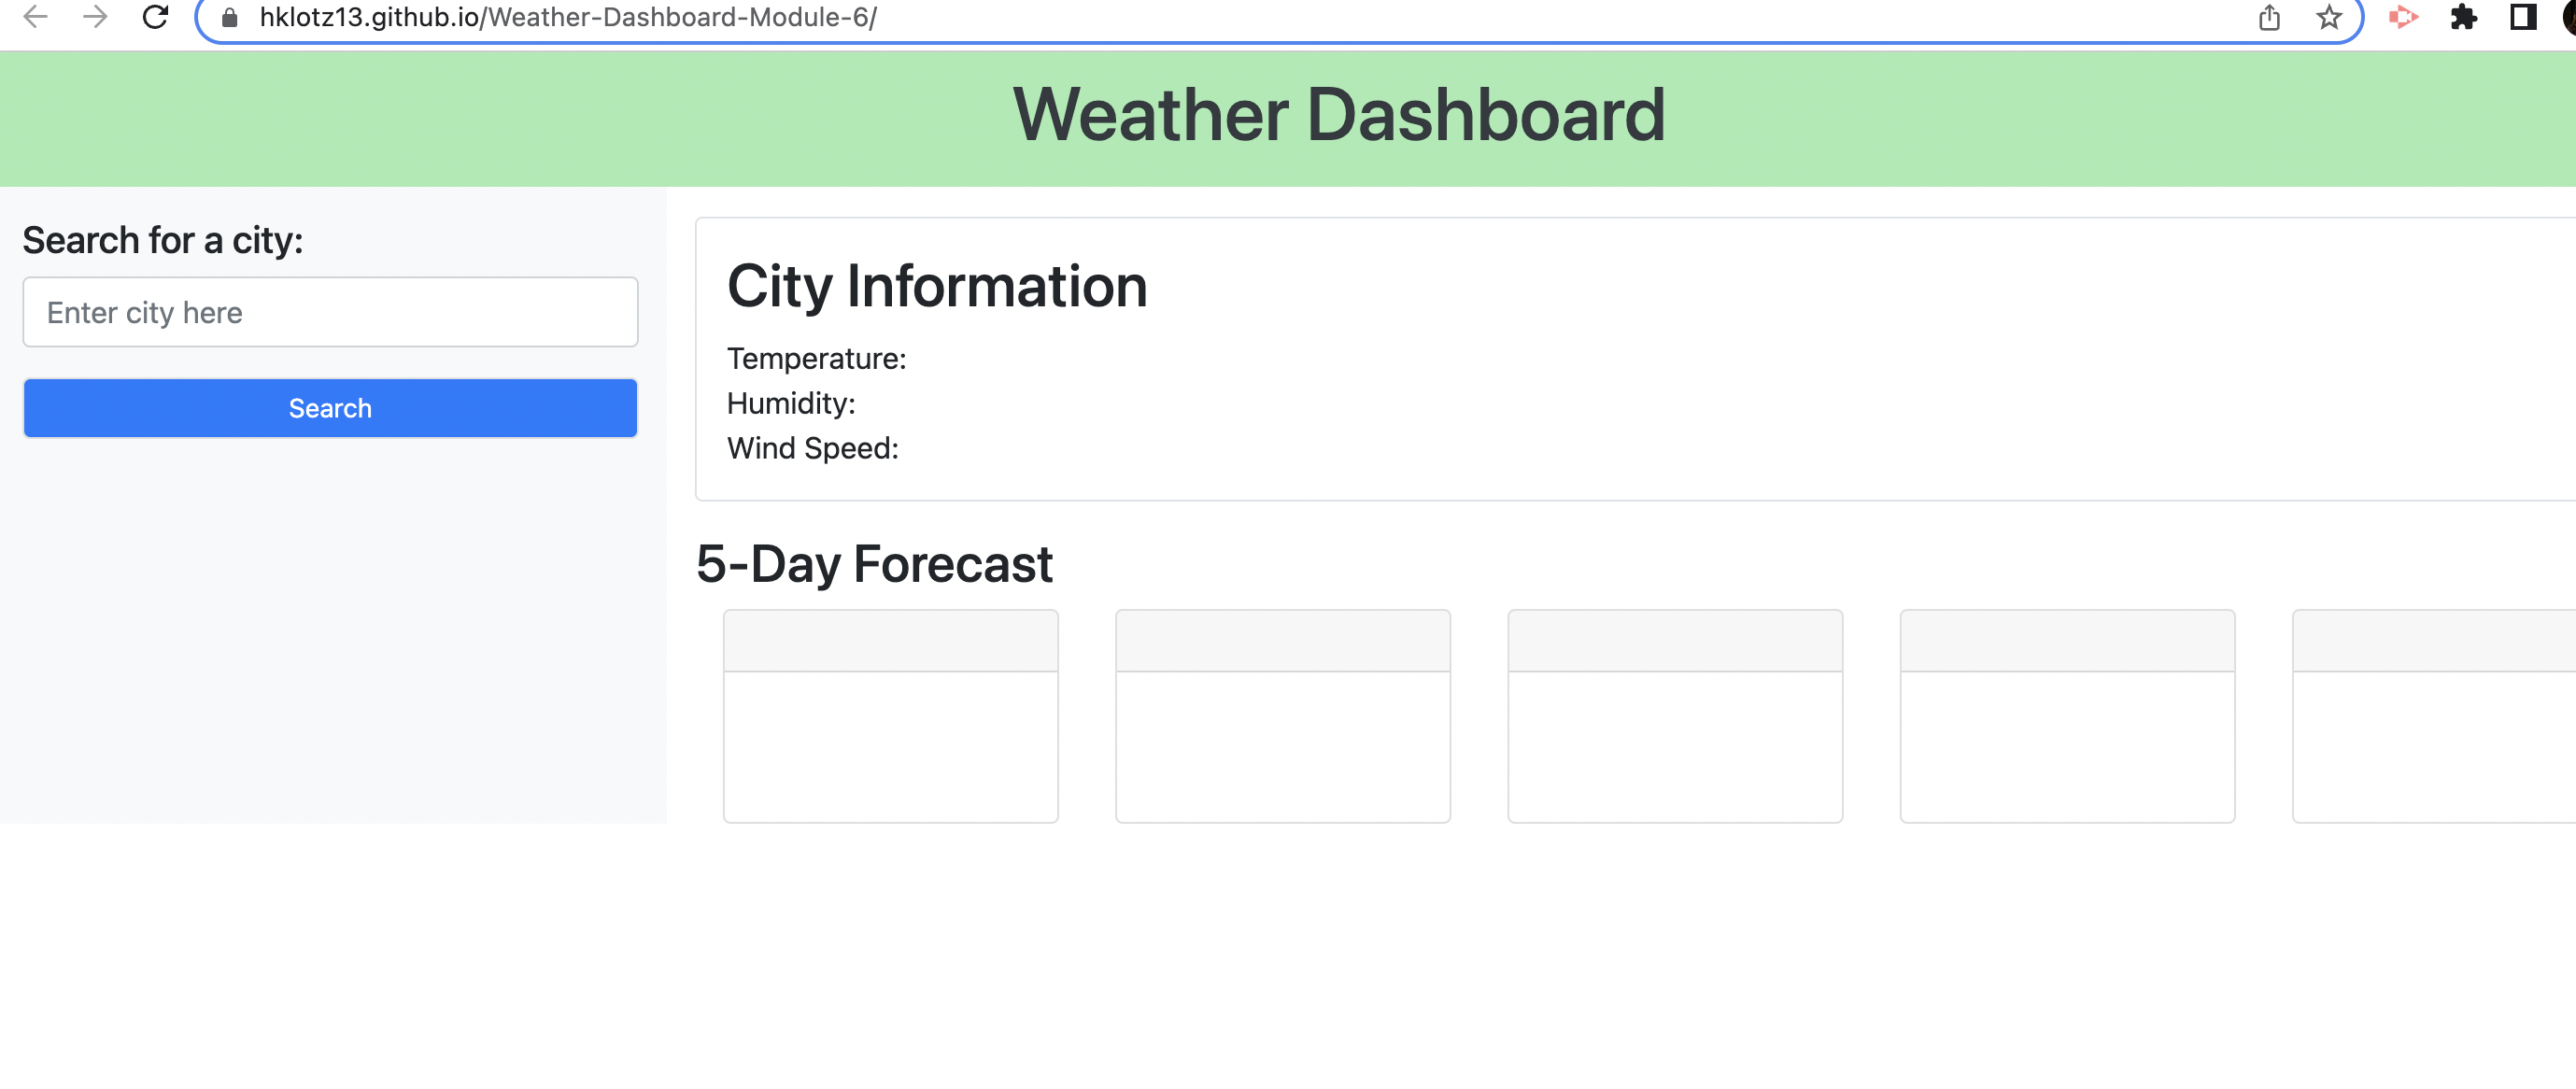 hklotz13.github.io/Weather-Dashboard-Module-6/
Weather Dashboard
Search for a city:
Enter city here
Search
City Information
Temperature:
Humidity:
Wind Speed:
5-Day Forecast